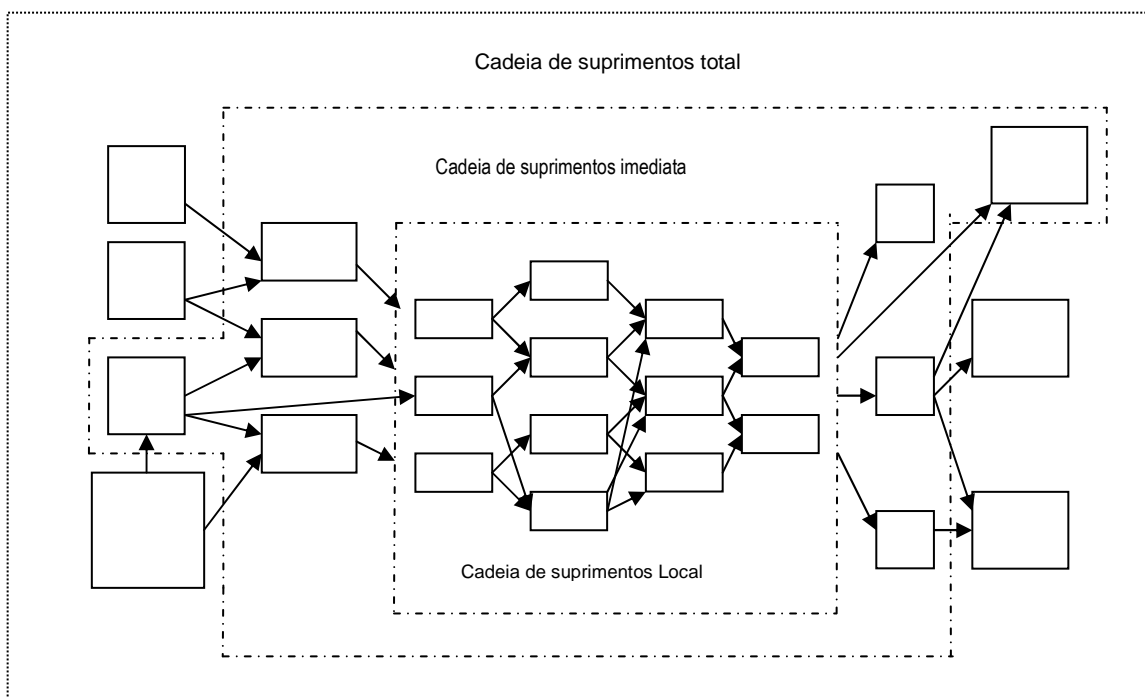 Cadeia de suprimentos total
Cadeia de suprimentos imediata
Cadeia de suprimentos Local